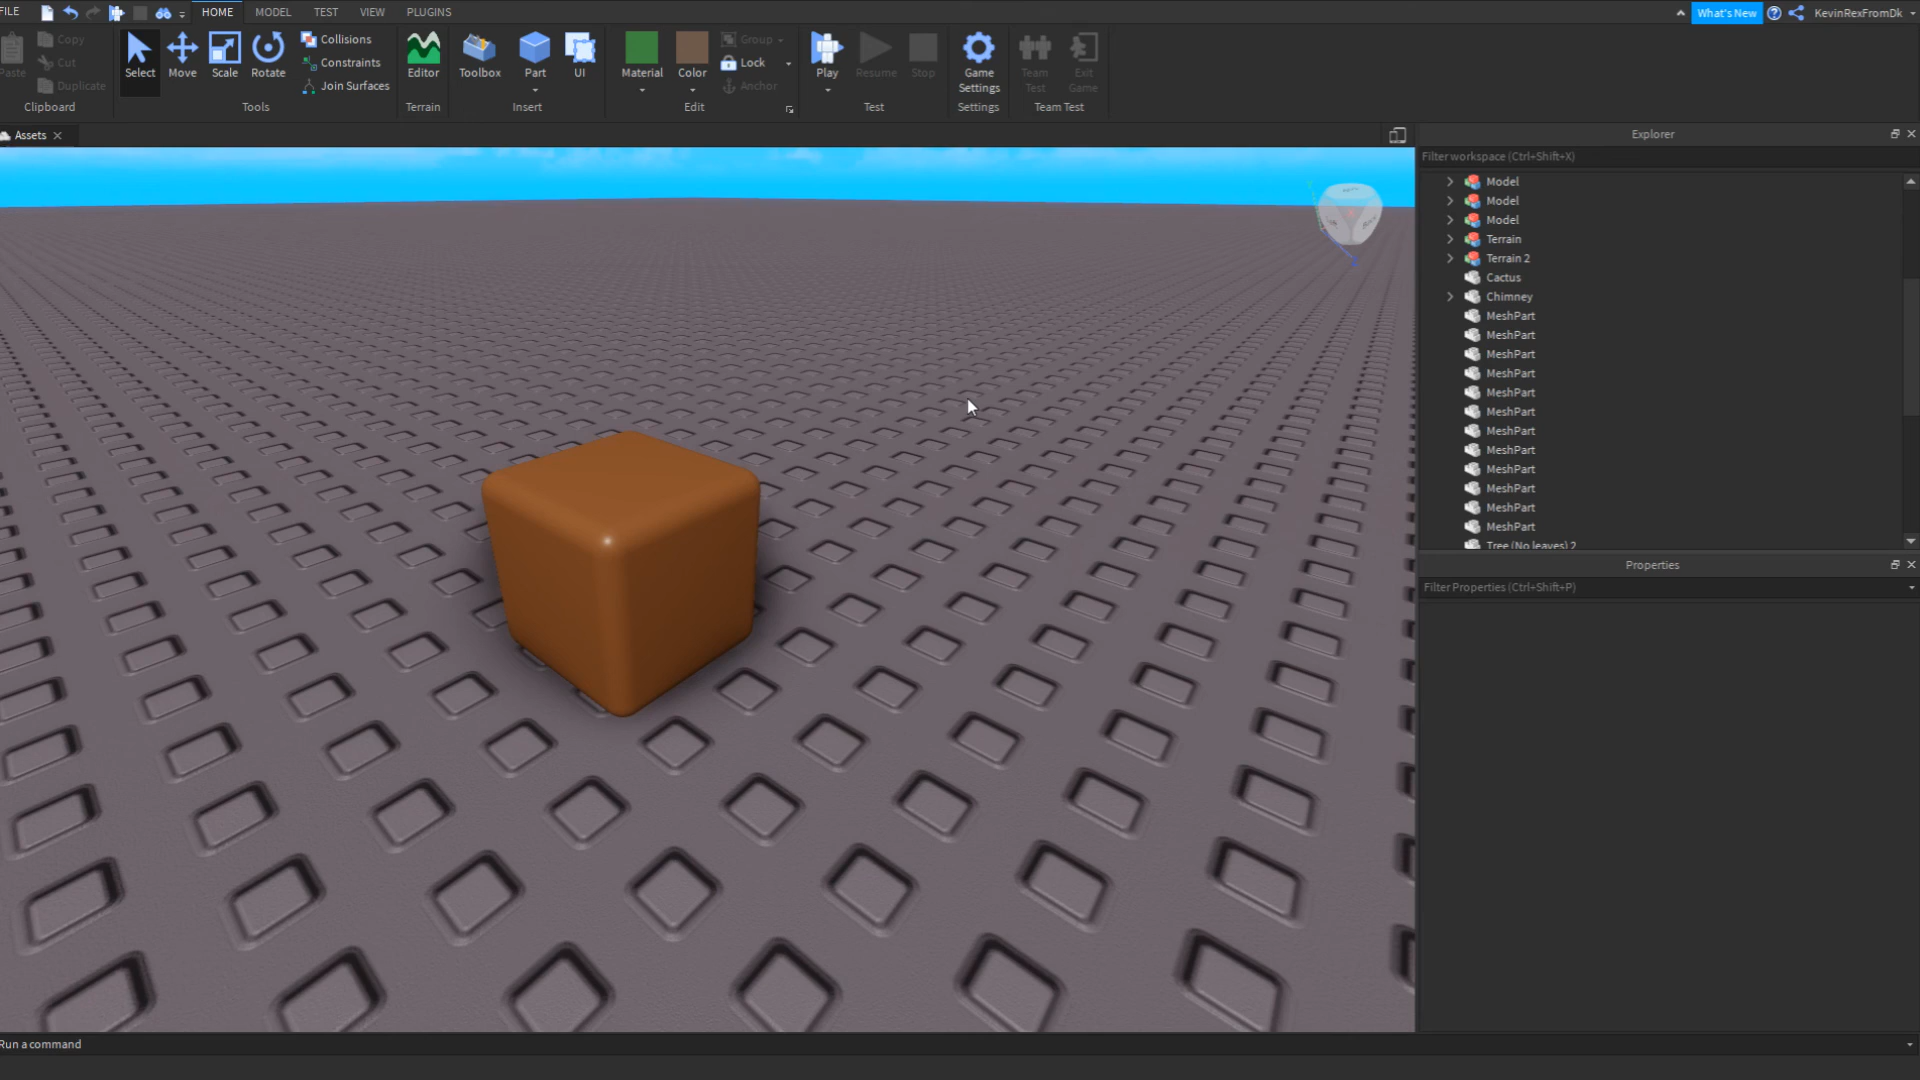 FILE HOME MODEL TEST VIEW PLUGINS What's New KevinRexFromDk
Paste Copy Cut Duplicate Clipboard
Select Move Scale Rotate Collisions Constraints Join Surfaces Tools
Editor Terrain
Toolbox Part UI Insert
Material Color Group Lock Anchor Edit
Play Resume Stop Test
Game Settings Settings
Team Test Exit Game Team Test
Assets
Explorer
Filter workspace (Ctrl+Shift+X)
Model
Model
Model
Terrain
Terrain 2
Cactus
Chimney
MeshPart
MeshPart
MeshPart
MeshPart
MeshPart
MeshPart
MeshPart
MeshPart
MeshPart
MeshPart
MeshPart
MeshPart
Tree (No leaves) 2
Properties
Filter Properties (Ctrl+Shift+P)
Run a command